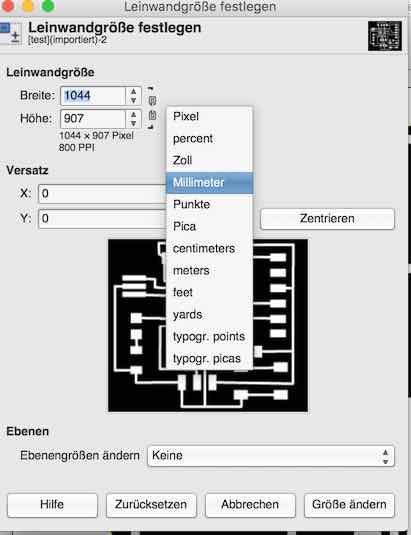 Leinwandgröße festlegen
Leinwandgröße festlegen
[test](importiert)-2
Leinwandgröße
Breite: 1044
Höhe: 907
1044 × 907 Pixel
800 PPI
Pixel
percent
Zoll
Millimeter
Punkte
Pica
centimeters
meters
feet
yards
typogr. points
typogr. picas
Versatz
X: 0
Y: 0
Zentrieren
Ebenen
Ebenengrößen ändern Keine
Hilfe Zurücksetzen Abbrechen Größe ändern